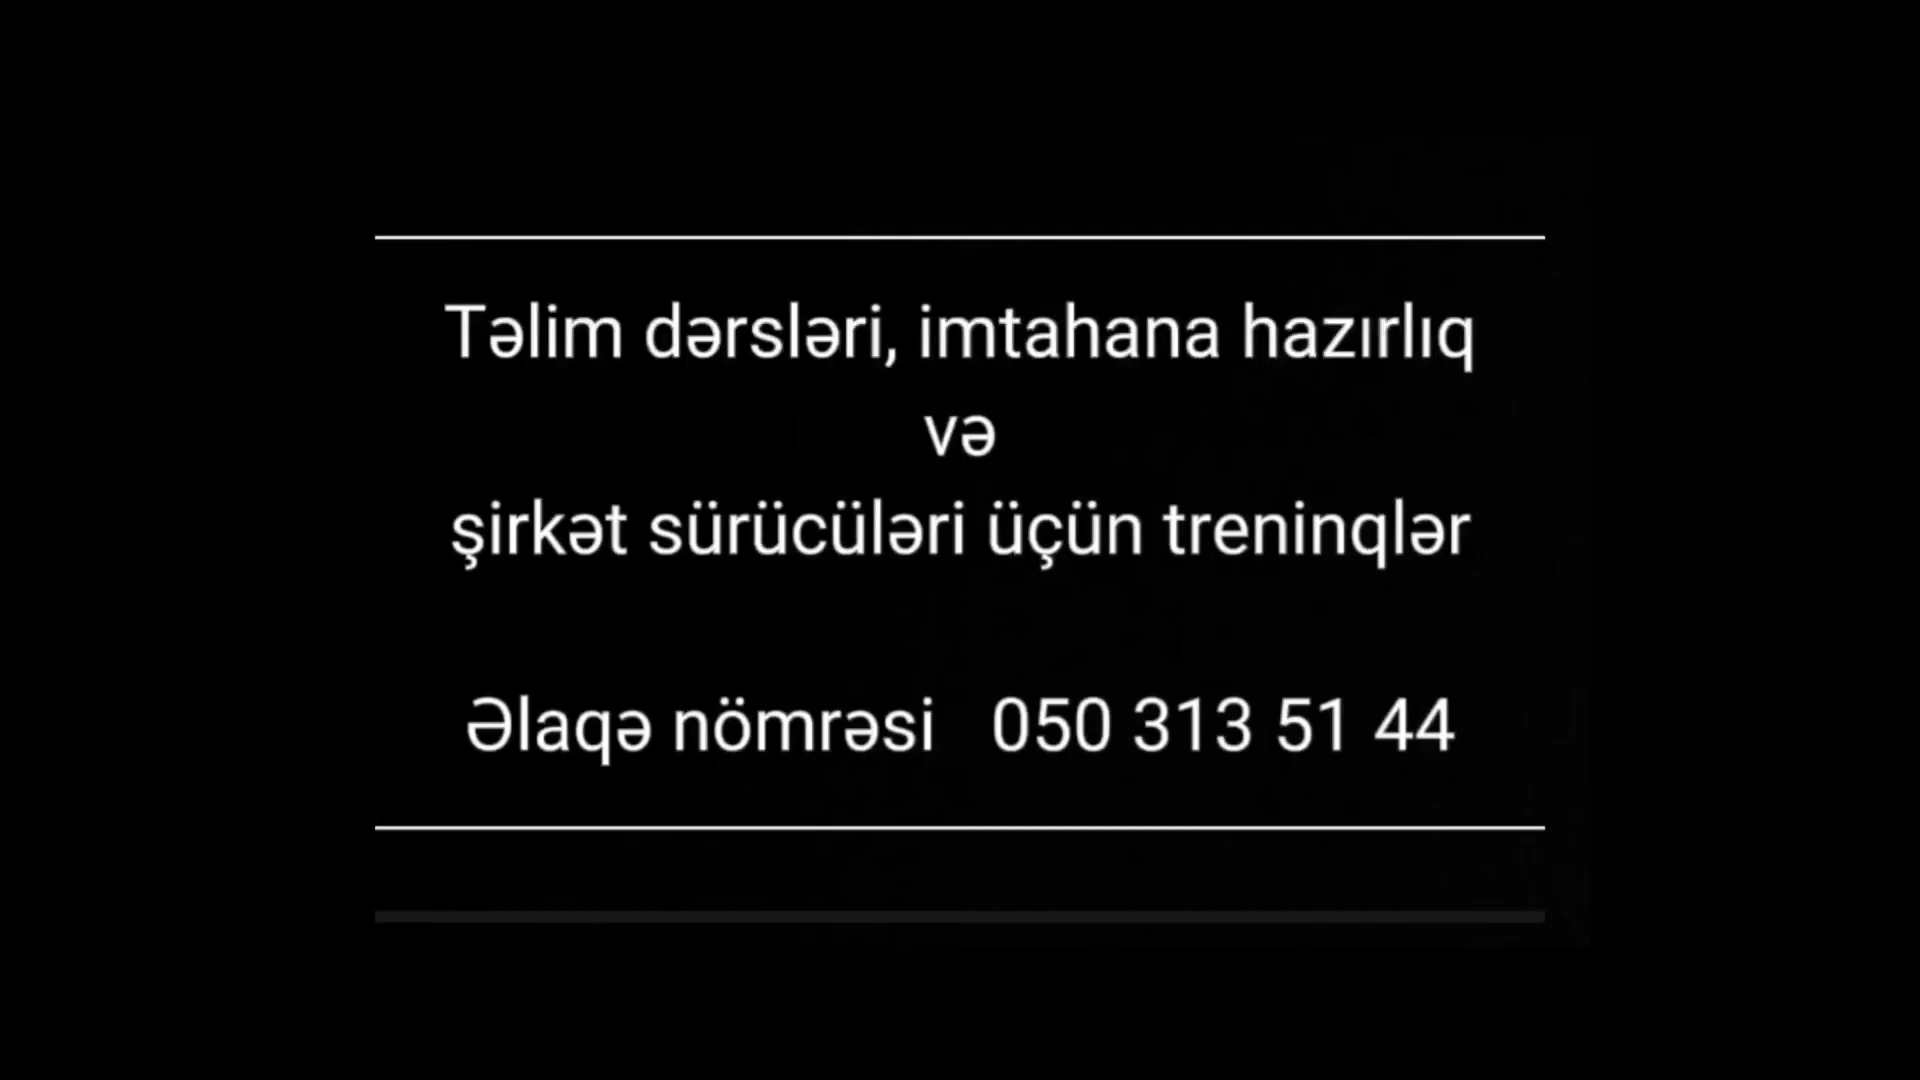 Təlim dərsləri, imtahana hazırlıq
və
şirkət sürücüləri üçün treninqlər
Əlaqə nömrəsi 050 313 51 44